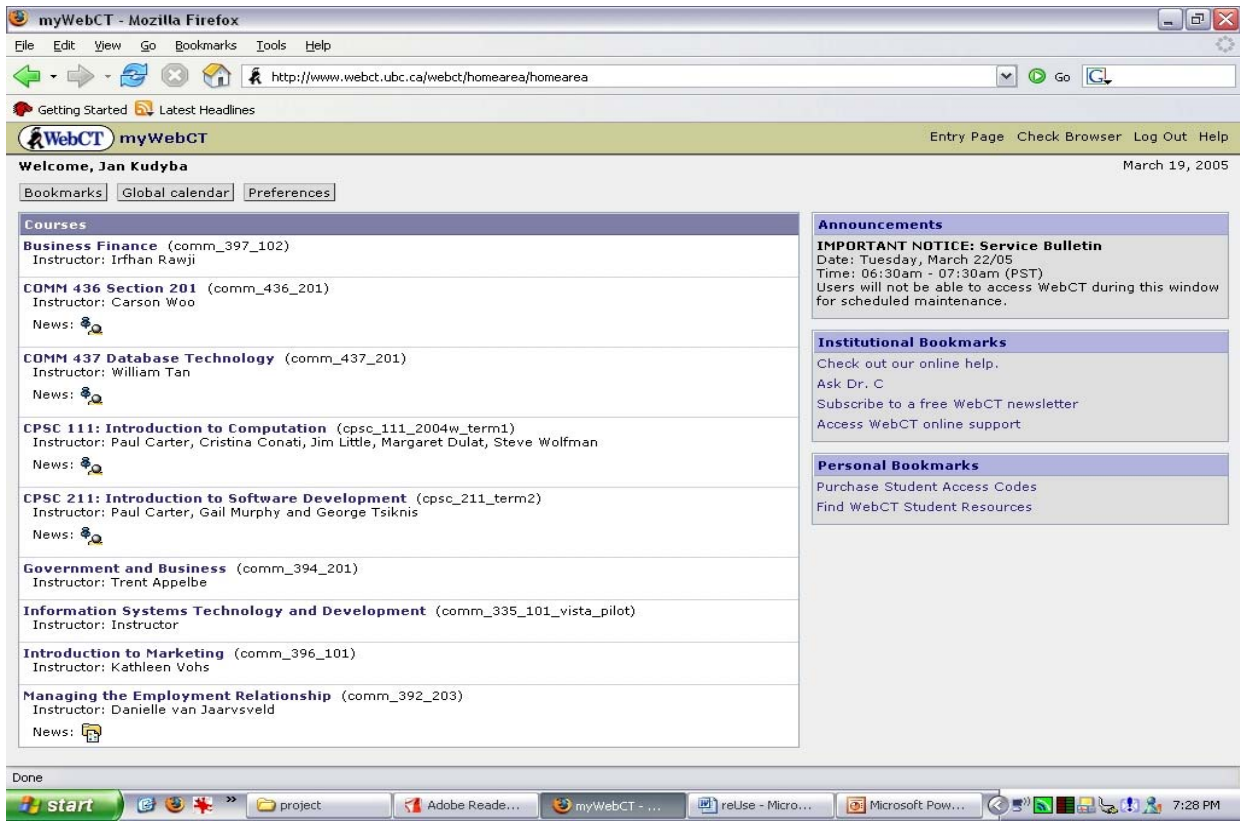 myWebCT - Mozilla Firefox
File Edit View Go Bookmarks Tools Help
http://www.webct.ubc.ca/webct/homearea/homearea
Go
G
Getting Started Latest Headlines
WebCT myWebCT
Entry Page Check Browser Log Out Help
Welcome, Jan Kudyba
March 19, 2005
Bookmarks Global calendar Preferences
Courses
Business Finance (comm_397_102)
Instructor: Irfhan Rawji
COMM 436 Section 201 (comm_436_201)
Instructor: Carson Woo
News:
COMM 437 Database Technology (comm_437_201)
Instructor: William Tan
News:
CPSC 111: Introduction to Computation (cpsc_111_2004w_term1)
Instructor: Paul Carter, Cristina Conati, Jim Little, Margaret Dulat, Steve Wolfman
News:
CPSC 211: Introduction to Software Development (cpsc_211_term2)
Instructor: Paul Carter, Gail Murphy and George Tsiknis
News:
Government and Business (comm_394_201)
Instructor: Trent Appelbe
Information Systems Technology and Development (comm_335_101_vista_pilot)
Instructor: Instructor
Introduction to Marketing (comm_396_101)
Instructor: Kathleen Vohs
Managing the Employment Relationship (comm_392_203)
Instructor: Danielle van Jaarvsveld
News:
Announcements
IMPORTANT NOTICE: Service Bulletin
Date: Tuesday, March 22/05
Time: 06:30am - 07:30am (PST)
Users will not be able to access WebCT during this window
for scheduled maintenance.
Institutional Bookmarks
Check out our online help.
Ask Dr. C
Subscribe to a free WebCT newsletter
Access WebCT online support
Personal Bookmarks
Purchase Student Access Codes
Find WebCT Student Resources
Done
start » project Adobe Reade... myWebCT - ... reUse - Micro... Microsoft Pow... 7:28 PM